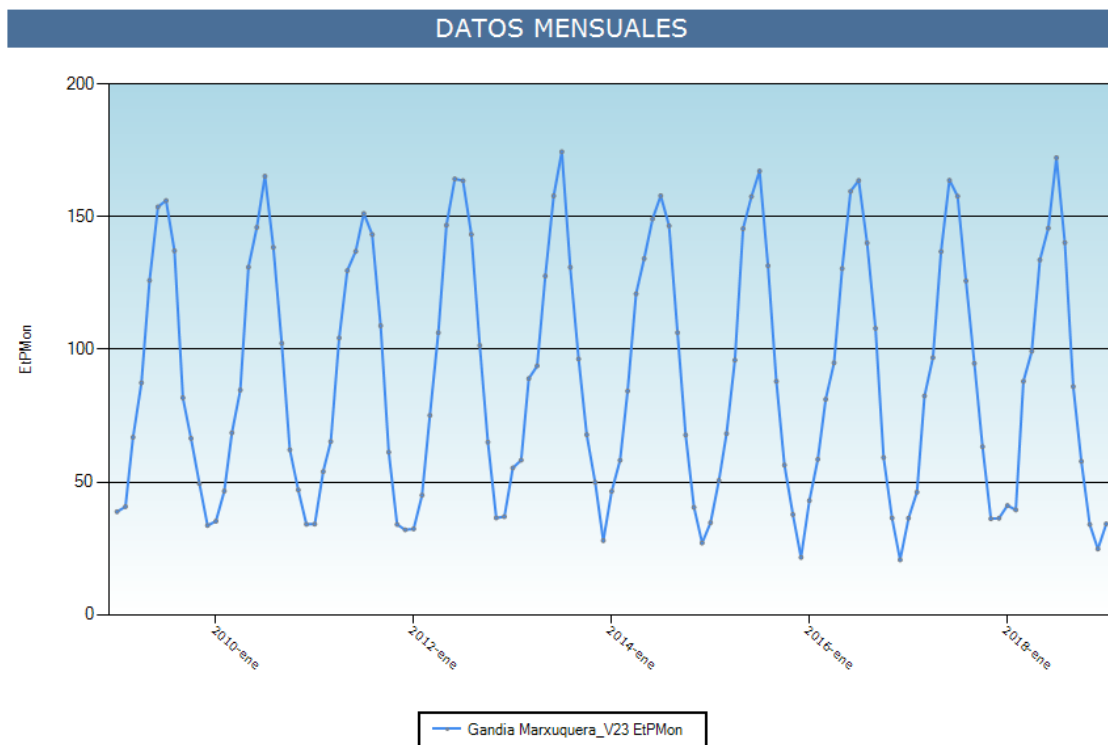 DATOS MENSUALES
200
150
100
50
0
EtPMon
2010-ene
2012-ene
2014-ene
2016-ene
2018-ene
Gandia Marxuquera_V23 EtPMon